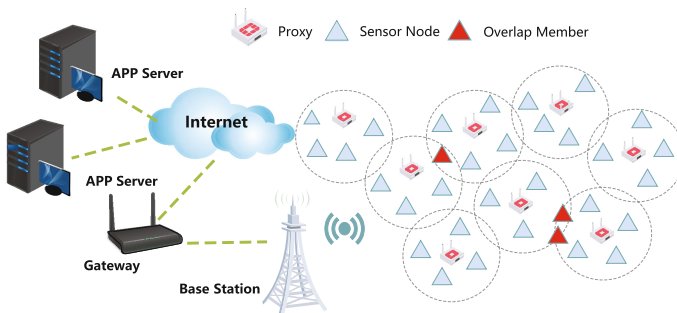 Proxy
Sensor Node
Overlap Member
APP Server
Internet
APP Server
Gateway
Base Station